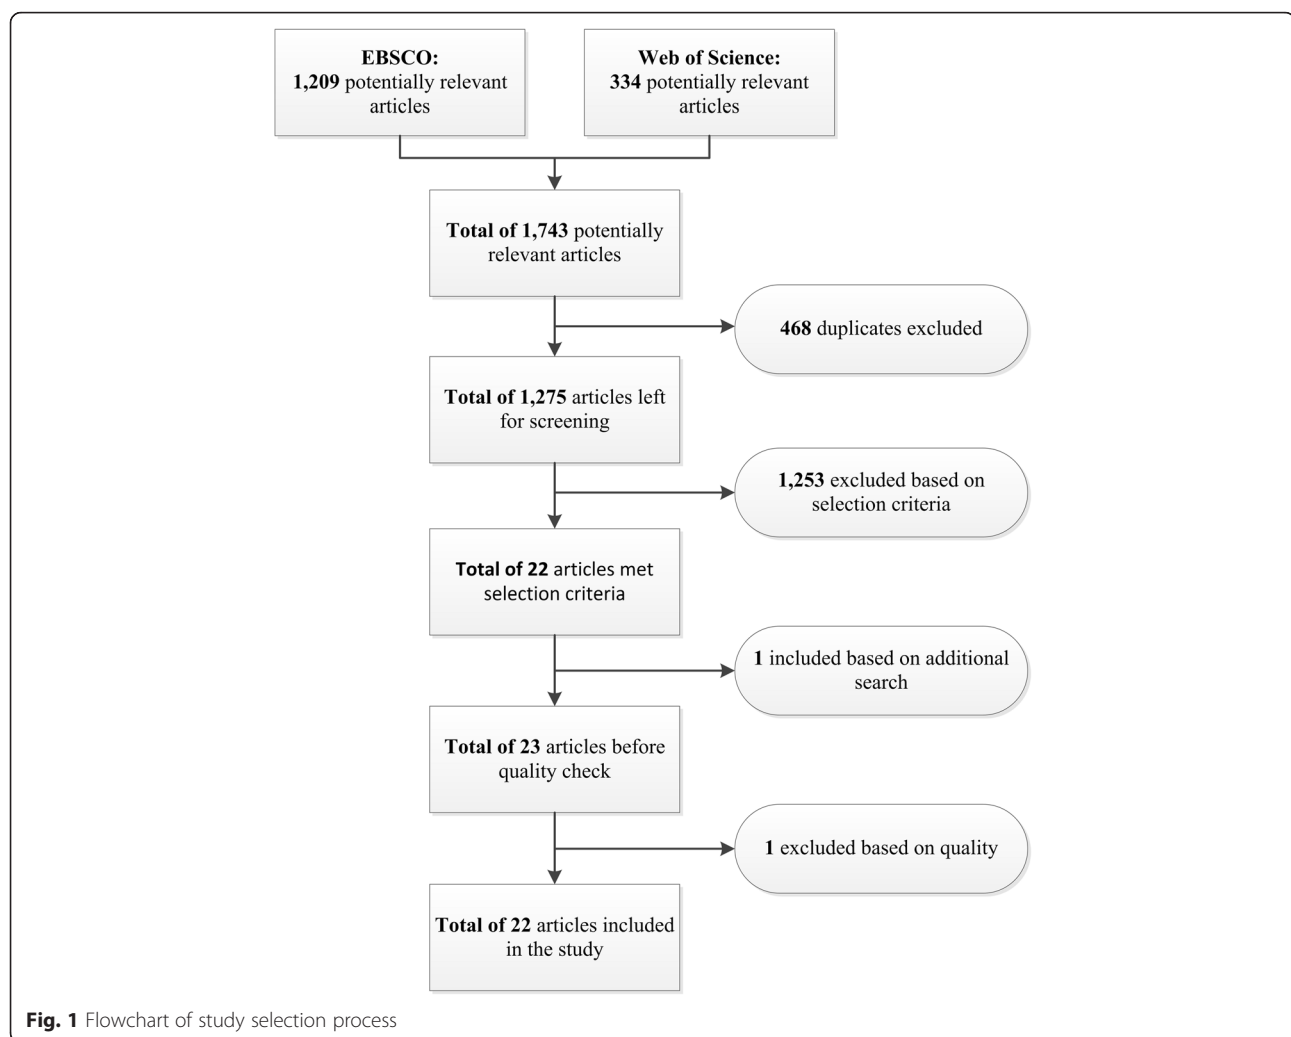 EBSCO:
1,209 potentially relevant
articles
Web of Science:
334 potentially relevant
articles
Total of 1,743 potentially
relevant articles
468 duplicates excluded
Total of 1,275 articles left
for screening
1,253 excluded based on
selection criteria
Total of 22 articles met
selection criteria
1 included based on additional
search
Total of 23 articles before
quality check
1 excluded based on quality
Total of 22 articles included
in the study
Fig. 1 Flowchart of study selection process